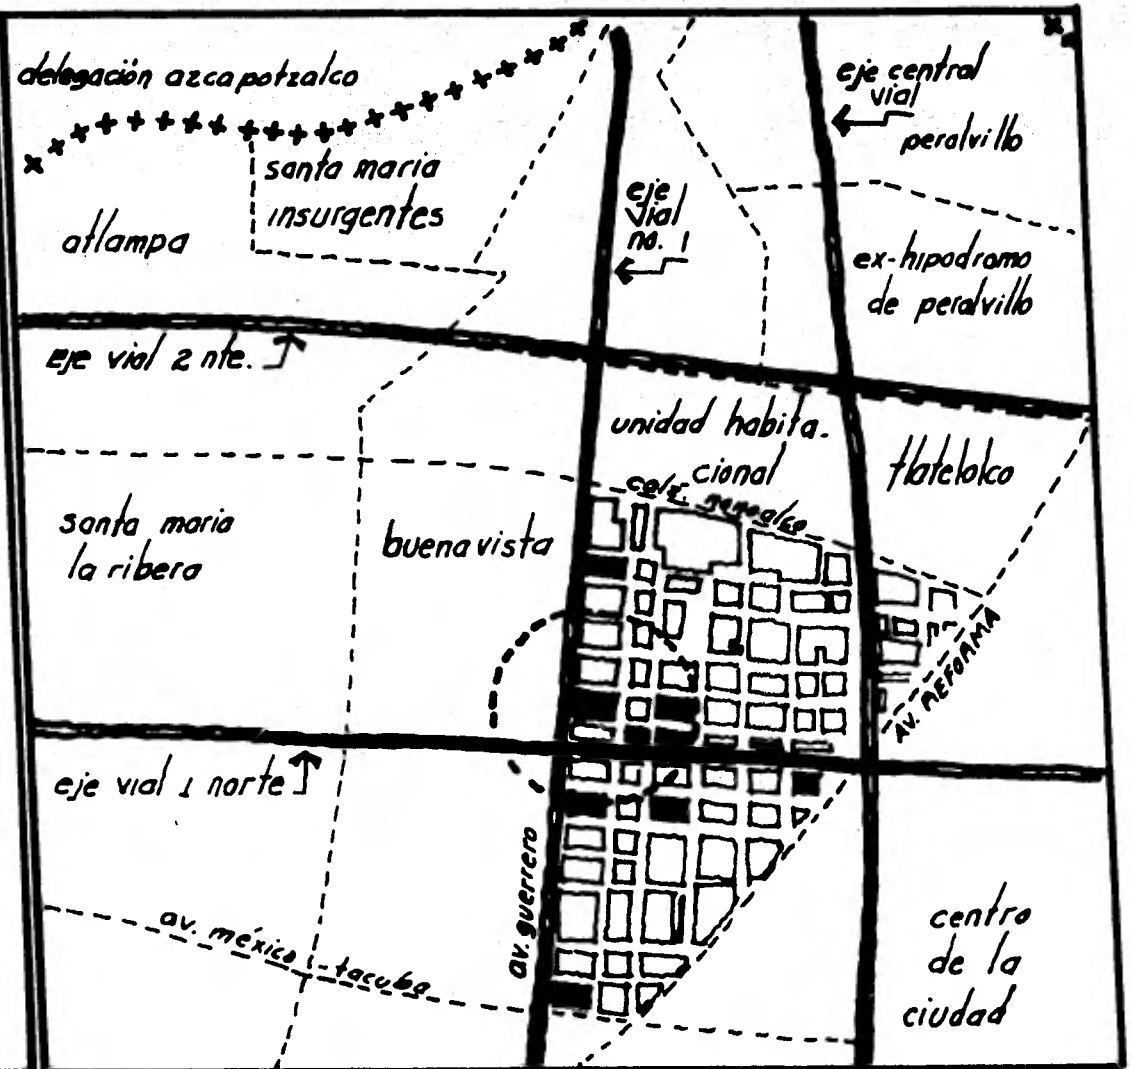 delegación azcapotzalco
eje central
vial
peralvillo
santa maria
insurgentes
eje
vial
no. 1
atlampa
ex-hipodromo
de peralvillo
eje vial 2 nte.
unidad habita-
cional
tlatelolco
calz.
nonoalco
santa maria
la ribera
buenavista
AV. REFORMA
eje vial 1 norte
av. guerrero
av. méxico-tacuba
centro
de la
ciudad